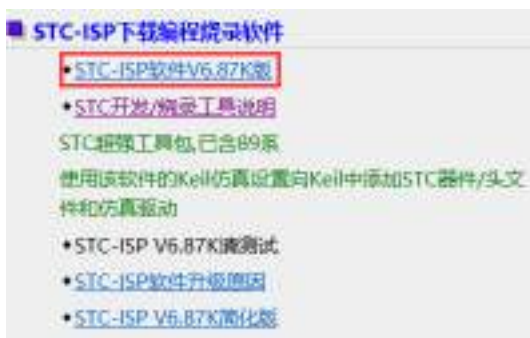 STC-ISP下载编程烧录软件
STC-ISP软件V6.87K版
STC开发/烧录工具说明
STC超强工具包,已含89系
使用该软件的Keil仿真设置向Keil中添加STC器件/头文
件和仿真驱动
STC-ISP V6.87K请测试
STC-ISP软件升级原因
STC-ISP V6.87K简化版